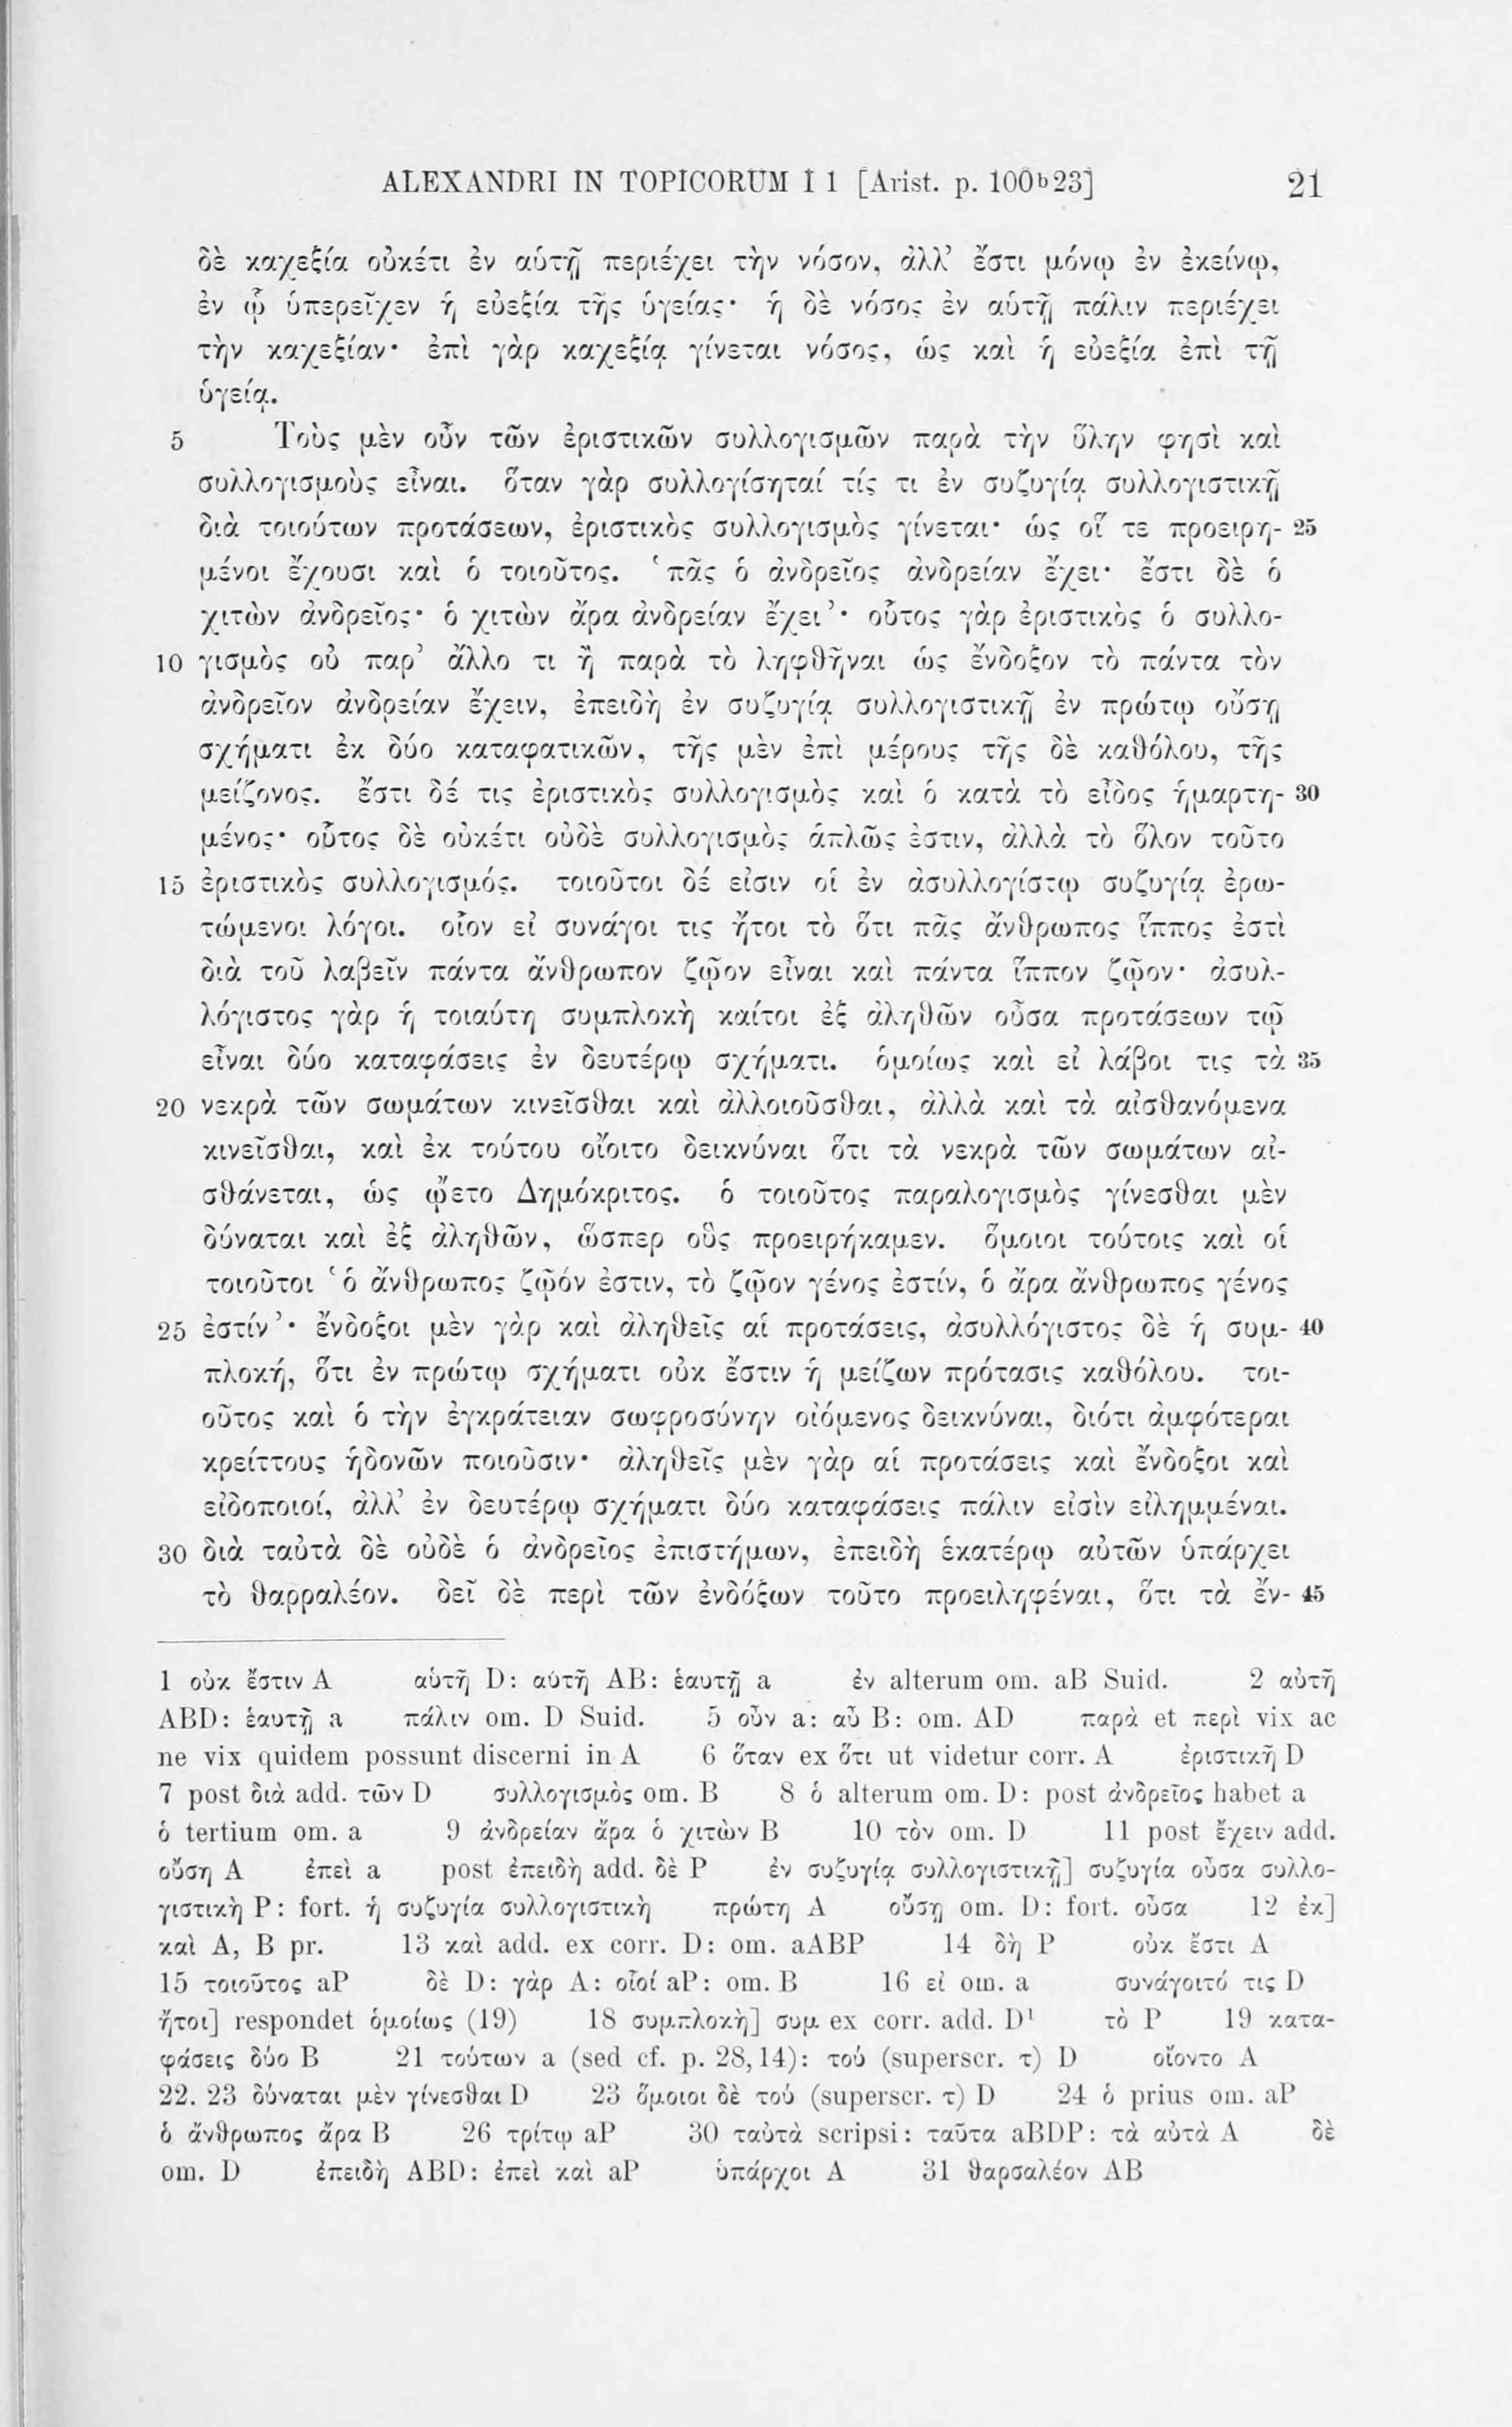 ALEXANDRI IN TOPICORUM I 1 [Arist. p. 100b23] 21
δὲ καχεξία οὐκέτι ἐν αὑτῇ περιέχει τὴν νόσον, ἀλλ’ ἔστι μόνῳ ἐν ἐκείνῳ,
ἐν ᾧ ὑπερεῖχεν ἡ εὐεξία τῆς ὑγείας· ἡ δὲ νόσος ἐν αὑτῇ πάλιν περιέχει
τὴν καχεξίαν· ἐπὶ γὰρ καχεξίᾳ γίνεται νόσος, ὡς καὶ ἡ εὐεξία ἐπὶ τῇ
ὑγείᾳ.
5 Τοὺς μὲν οὖν τῶν ἐριστικῶν συλλογισμῶν παρὰ τὴν ὕλην φησὶ καὶ
συλλογισμοὺς εἶναι. ὅταν γὰρ συλλογίσηταί τίς τι ἐν συζυγίᾳ συλλογιστικῇ
διὰ τοιούτων προτάσεων, ἐριστικὸς συλλογισμὸς γίνεται· ὡς οἵ τε προειρη- 25
μένοι ἔχουσι καὶ ὁ τοιοῦτος. ‘πᾶς ὁ ἀνδρεῖος ἀνδρείαν ἔχει· ἔστι δὲ ὁ
χιτὼν ἀνδρεῖος· ὁ χιτὼν ἄρα ἀνδρείαν ἔχει’· οὗτος γὰρ ἐριστικὸς ὁ συλλο-
10 γισμὸς οὐ παρ’ ἄλλο τι ἢ παρὰ τὸ ληφθῆναι ὡς ἔνδοξον τὸ πάντα τὸν
ἀνδρεῖον ἀνδρείαν ἔχειν, ἐπειδὴ ἐν συζυγίᾳ συλλογιστικῇ ἐν πρώτῳ οὔσῃ
σχήματι ἐκ δύο καταφατικῶν, τῆς μὲν ἐπὶ μέρους τῆς δὲ καθόλου, τῆς
μείζονος. ἔστι δέ τις ἐριστικὸς συλλογισμὸς καὶ ὁ κατὰ τὸ εἶδος ἡμαρτη- 30
μένος· οὗτος δὲ οὐκέτι οὐδὲ συλλογισμὸς ἁπλῶς ἐστιν, ἀλλὰ τὸ ὅλον τοῦτο
15 ἐριστικὸς συλλογισμός. τοιοῦτοι δέ εἰσιν οἱ ἐν ἀσυλλογίστῳ συζυγίᾳ ἐρω-
τώμενοι λόγοι. οἷον εἰ συνάγοι τις ἤτοι τὸ ὅτι πᾶς ἄνθρωπος ἵππος ἐστὶ
διὰ τοῦ λαβεῖν πάντα ἄνθρωπον ζῷον εἶναι καὶ πάντα ἵππον ζῷον· ἀσυλ-
λόγιστος γὰρ ἡ τοιαύτη συμπλοκὴ καίτοι ἐξ ἀληθῶν οὖσα προτάσεων τῷ
εἶναι δύο καταφάσεις ἐν δευτέρῳ σχήματι. ὁμοίως καὶ εἰ λάβοι τις τὰ 35
20 νεκρὰ τῶν σωμάτων κινεῖσθαι καὶ ἀλλοιοῦσθαι, ἀλλὰ καὶ τὰ αἰσθανόμενα
κινεῖσθαι, καὶ ἐκ τούτου οἴοιτο δεικνύναι ὅτι τὰ νεκρὰ τῶν σωμάτων αἰ-
σθάνεται, ὡς ᾤετο Δημόκριτος. ὁ τοιοῦτος παραλογισμὸς γίνεσθαι μὲν
δύναται καὶ ἐξ ἀληθῶν, ὥσπερ οὓς προειρήκαμεν. ὅμοιοι τούτοις καὶ οἱ
τοιοῦτοι ‘ὁ ἄνθρωπος ζῷόν ἐστιν, τὸ ζῷον γένος ἐστίν, ὁ ἄρα ἄνθρωπος γένος
25 ἐστίν’· ἔνδοξοι μὲν γὰρ καὶ ἀληθεῖς αἱ προτάσεις, ἀσυλλόγιστος δὲ ἡ συμ- 40
πλοκή, ὅτι ἐν πρώτῳ σχήματι οὐκ ἔστιν ἡ μείζων πρότασις καθόλου. τοι-
οῦτος καὶ ὁ τὴν ἐγκράτειαν σωφροσύνην οἰόμενος δεικνύναι, διότι ἀμφότεραι
κρείττους ἡδονῶν ποιοῦσιν· ἀληθεῖς μὲν γὰρ αἱ προτάσεις καὶ ἔνδοξοι καὶ
εἰδοποιοί, ἀλλ’ ἐν δευτέρῳ σχήματι δύο καταφάσεις πάλιν εἰσὶν εἰλημμέναι.
30 διὰ ταὐτὰ δὲ οὐδὲ ὁ ἀνδρεῖος ἐπιστήμων, ἐπειδὴ ἑκατέρῳ αὐτῶν ὑπάρχει
τὸ θαρραλέον. δεῖ δὲ περὶ τῶν ἐνδόξων τοῦτο προειληφέναι, ὅτι τὰ ἔν- 45
1 οὐκ ἔστιν A αὑτῇ D: αὐτῇ AB: ἑαυτῇ a ἐν alterum om. aB Suid. 2 αὐτῇ
ABD: ἑαυτῇ a πάλιν om. D Suid. 5 οὖν a: αὖ B: om. AD παρὰ et περὶ vix ac
ne vix quidem possunt discerni in A 6 ὅταν ex ὅτι ut videtur corr. A ἐριστικῇ D
7 post διὰ add. τῶν D συλλογισμὸς om. B 8 ὁ alterum om. D: post ἀνδρεῖος habet a
ὁ tertium om. a 9 ἀνδρείαν ἄρα ὁ χιτὼν B 10 τὸν om. D 11 post ἔχειν add.
οὔση A ἐπεὶ a post ἐπειδὴ add. δὲ P ἐν συζυγίᾳ συλλογιστικῇ] συζυγία οὖσα συλλο-
γιστικὴ P: fort. ἡ συζυγία συλλογιστικὴ πρώτη A οὔσῃ om. D: fort. οὖσα 12 ἐκ]
καὶ A, B pr. 13 καὶ add. ex corr. D: om. aABP 14 δὴ P οὐκ ἔστι A
15 τοιοῦτος aP δὲ D: γὰρ A: οἷοί aP: om. B 16 εἰ om. a συνάγοιτό τις D
ἤτοι] respondet ὁμοίως (19) 18 συμπλοκὴ] συμ ex corr. add. D¹ τὸ P 19 κατα-
φάσεις δύο B 21 τούτων a (sed cf. p. 28,14): τού (superscr. τ) D οἴοντο A
22. 23 δύναται μὲν γίνεσθαι D 23 ὅμοιοι δὲ τού (superscr. τ) D 24 ὁ prius om. aP
ὁ ἄνθρωπος ἄρα B 26 τρίτῳ aP 30 ταὐτὰ scripsi: ταῦτα aBDP: τὰ αὐτὰ A δὲ
om. D ἐπειδὴ ABD: ἐπεὶ καὶ aP ὑπάρχοι A 31 θαρσαλέον AB